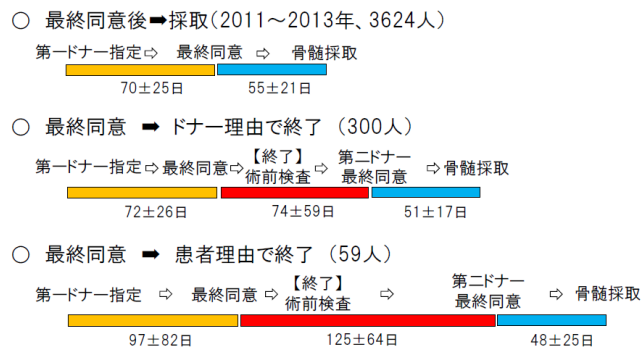 ○ 最終同意後➡採取(2011～2013年、3624人)
第一ドナー指定⇨ 最終同意 ⇨ 骨髄採取
70±25日 55±21日
○ 最終同意 ➡ ドナー理由で終了 (300人)
【終了】 第二ドナー
第一ドナー指定⇨最終同意⇨術前検査 ⇨ 最終同意 ⇨骨髄採取
72±26日 74±59日 51±17日
○ 最終同意 ➡ 患者理由で終了 (59人)
【終了】 第二ドナー
第一ドナー指定 ⇨ 最終同意⇨ 術前検査 ⇨ 最終同意 ⇨ 骨髄採取
97±82日 125±64日 48±25日